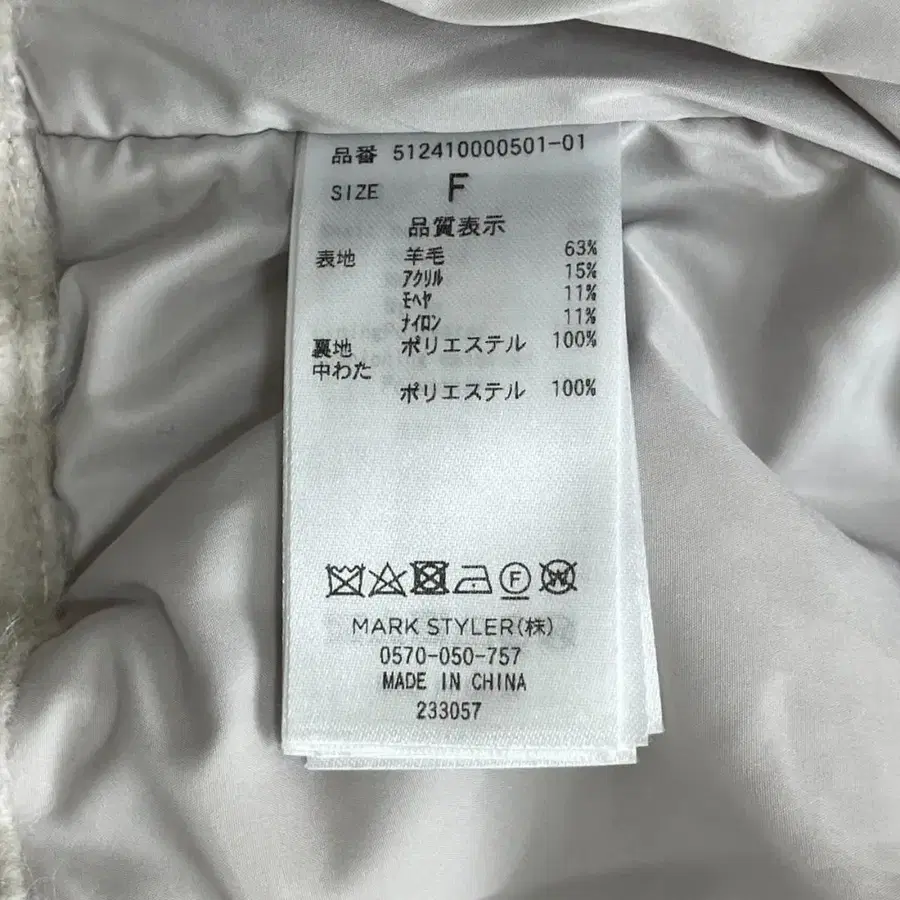 品番 512410000501-01
SIZE F
品質表示
表地 羊毛 63%
アクリル 15%
モヘヤ 11%
ナイロン 11%
裏地 ポリエステル 100%
中わた
ポリエステル 100%
F W
MARK STYLER(株)
0570-050-757
MADE IN CHINA
233057